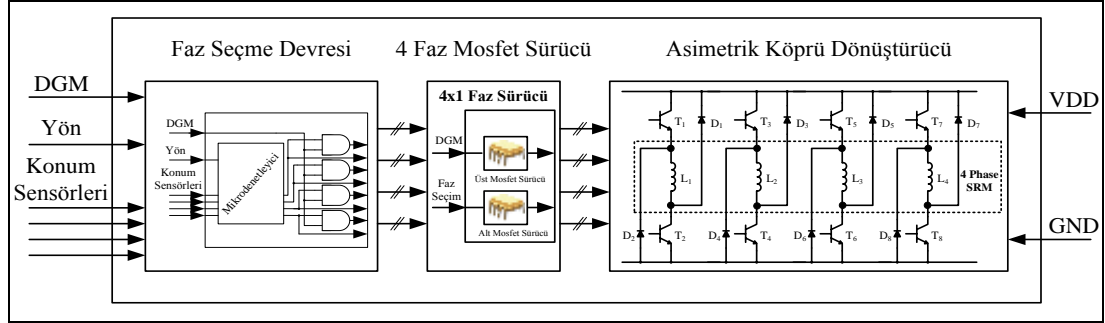 Faz Seçme Devresi
4 Faz Mosfet Sürücü
Asimetrik Köprü Dönüştürücü
DGM
Yön
Konum
Sensörleri
DGM
Yön
Konum
Sensörleri
Mikrodenetleyici
4x1 Faz Sürücü
DGM
Faz
Seçim
Üst Mosfet Sürücü
Alt Mosfet Sürücü
T1 D1 T3 D3 T5 D5 T7 D7
L1 L2 L3 L4
4 Phase
SRM
D2 T2 D4 T4 D6 T6 D8 T8
VDD
GND